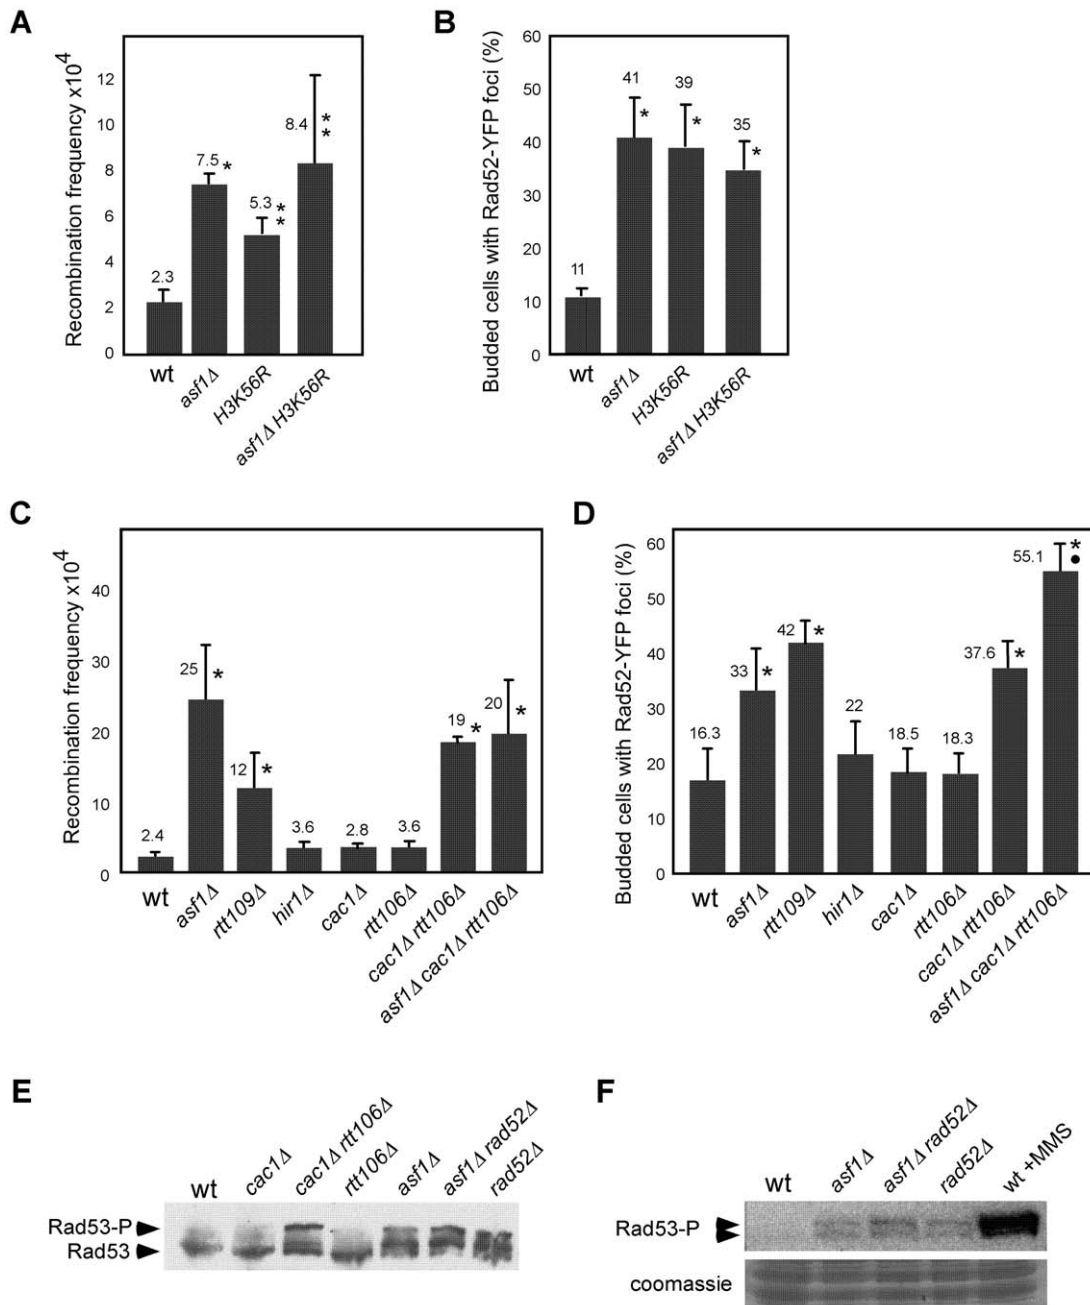 A
Recombination frequency x10⁴
12
10
8
6
4
2
0
2.3
7.5 *
5.3 **
8.4 **
wt
asf1Δ
H3K56R
asf1Δ H3K56R
B
Budded cells with Rad52-YFP foci (%)
60
50
40
30
20
10
0
11
41 *
39 *
35 *
wt
asf1Δ
H3K56R
asf1Δ H3K56R
C
Recombination frequency x10⁴
40
30
20
10
0
2.4
25 *
12 *
3.6
2.8
3.6
19 *
20 *
wt
asf1Δ
rtt109Δ
hir1Δ
cac1Δ
rtt106Δ
cac1Δ rtt106Δ
asf1Δ cac1Δ rtt106Δ
D
Budded cells with Rad52-YFP foci (%)
60
50
40
30
20
10
0
16.3
33 *
42 *
22
18.5
18.3
37.6 *
55.1 * •
wt
asf1Δ
rtt109Δ
hir1Δ
cac1Δ
rtt106Δ
cac1Δ rtt106Δ
asf1Δ cac1Δ rtt106Δ
E
wt
cac1Δ
cac1Δ rtt106Δ
rtt106Δ
asf1Δ
asf1Δ rad52Δ
rad52Δ
Rad53-P
Rad53
F
wt
asf1Δ
asf1Δ rad52Δ
rad52Δ
wt +MMS
Rad53-P
coomassie